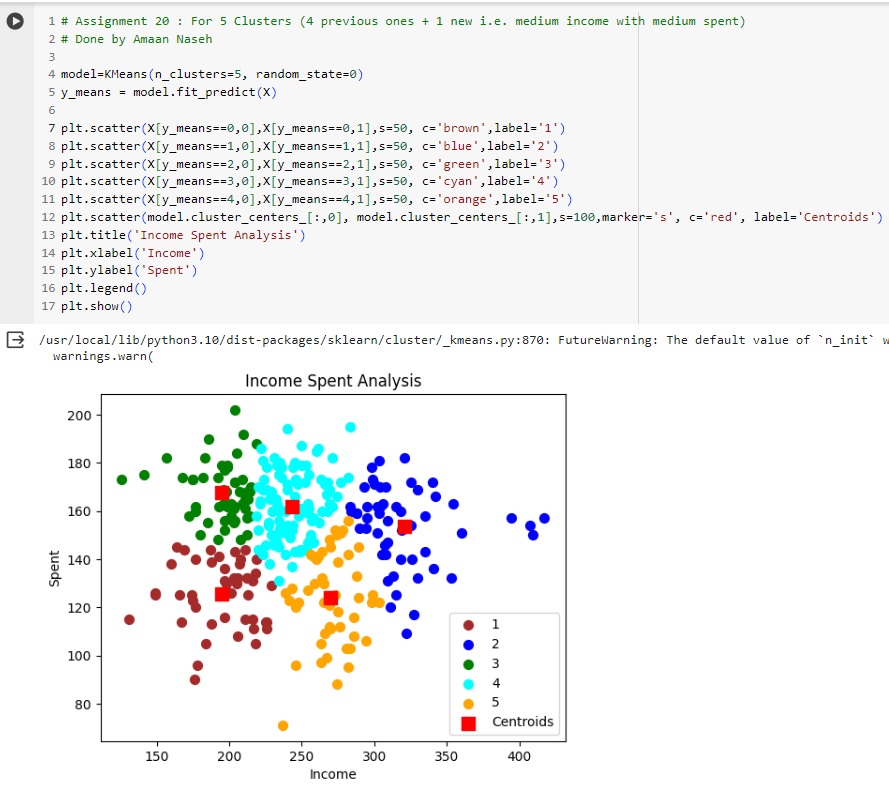 1 # Assignment 20 : For 5 Clusters (4 previous ones + 1 new i.e. medium income with medium spent)
2 # Done by Amaan Naseh
3
4 model=KMeans(n_clusters=5, random_state=0)
5 y_means = model.fit_predict(X)
6
7 plt.scatter(X[y_means==0,0],X[y_means==0,1],s=50, c='brown',label='1')
8 plt.scatter(X[y_means==1,0],X[y_means==1,1],s=50, c='blue',label='2')
9 plt.scatter(X[y_means==2,0],X[y_means==2,1],s=50, c='green',label='3')
10 plt.scatter(X[y_means==3,0],X[y_means==3,1],s=50, c='cyan',label='4')
11 plt.scatter(X[y_means==4,0],X[y_means==4,1],s=50, c='orange',label='5')
12 plt.scatter(model.cluster_centers_[:,0], model.cluster_centers_[:,1],s=100,marker='s', c='red', label='Centroids')
13 plt.title('Income Spent Analysis')
14 plt.xlabel('Income')
15 plt.ylabel('Spent')
16 plt.legend()
17 plt.show()
/usr/local/lib/python3.10/dist-packages/sklearn/cluster/_kmeans.py:870: FutureWarning: The default value of `n_init` w
warnings.warn(
Income Spent Analysis
200
180
160
140
120
100
80
Spent
1
2
3
4
5
Centroids
150 200 250 300 350 400
Income